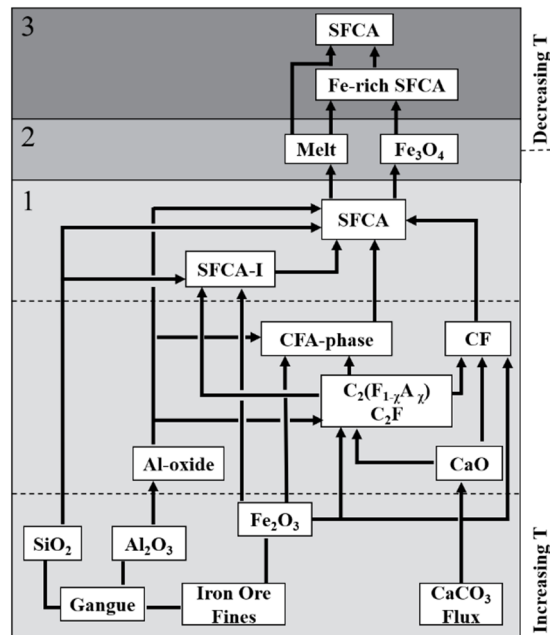 3
SFCA
Fe-rich SFCA
Decreasing T
2
Melt
Fe₃O₄
1
SFCA
SFCA-I
CFA-phase
CF
C₂(F₁₋χA χ)
C₂F
Al-oxide
CaO
Fe₂O₃
SiO₂
Al₂O₃
Gangue
Iron Ore
Fines
CaCO₃
Flux
Increasing T